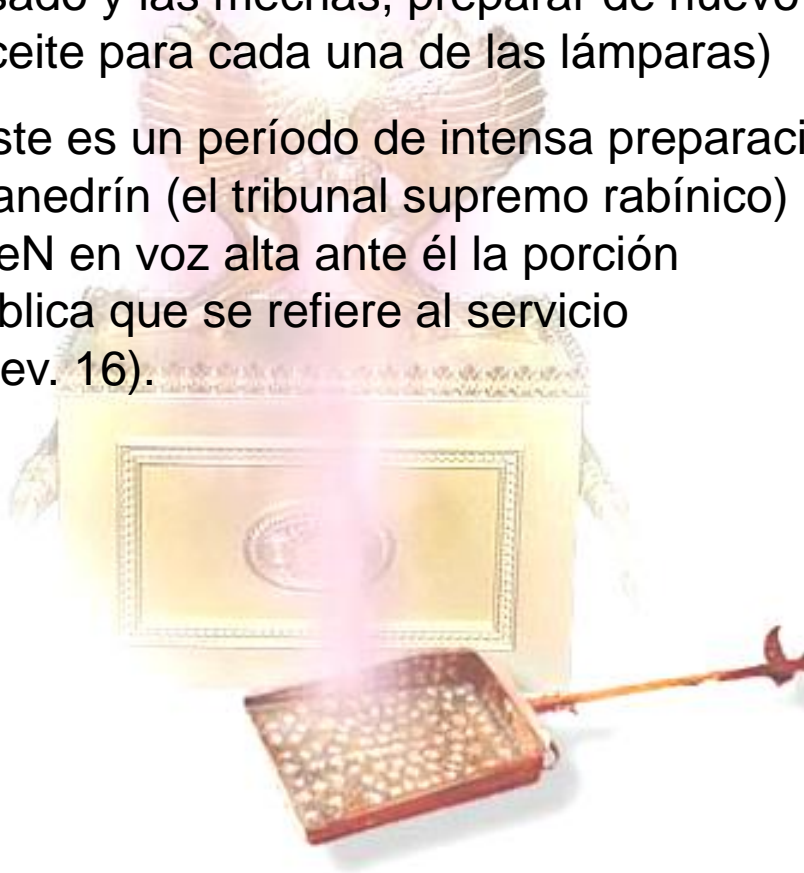 sado y las mechas, preparar de nuevo
ceite para cada una de las lámparas)
ste es un período de intensa preparaci
anedrín (el tribunal supremo rabínico)
eeN en voz alta ante él la porción
blica que se refiere al servicio
ev. 16).